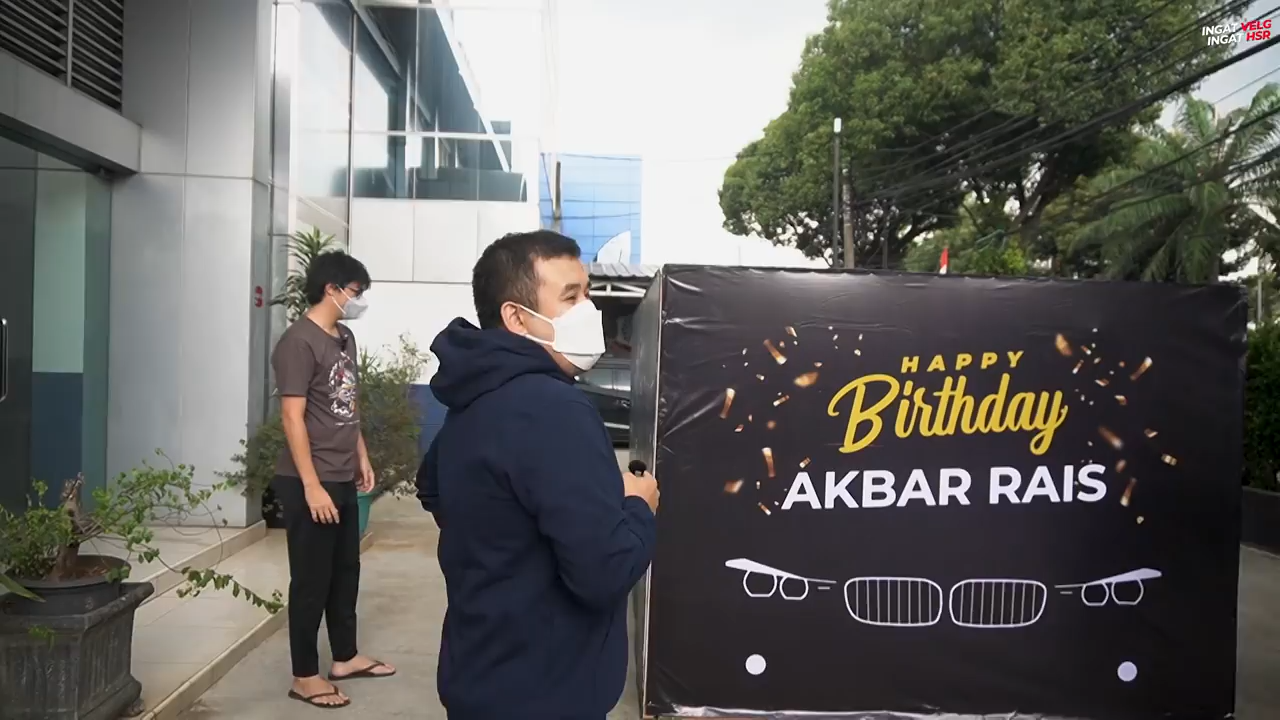 INGAT VELG
INGAT HSR
HAPPY
Birthday
AKBAR RAIS